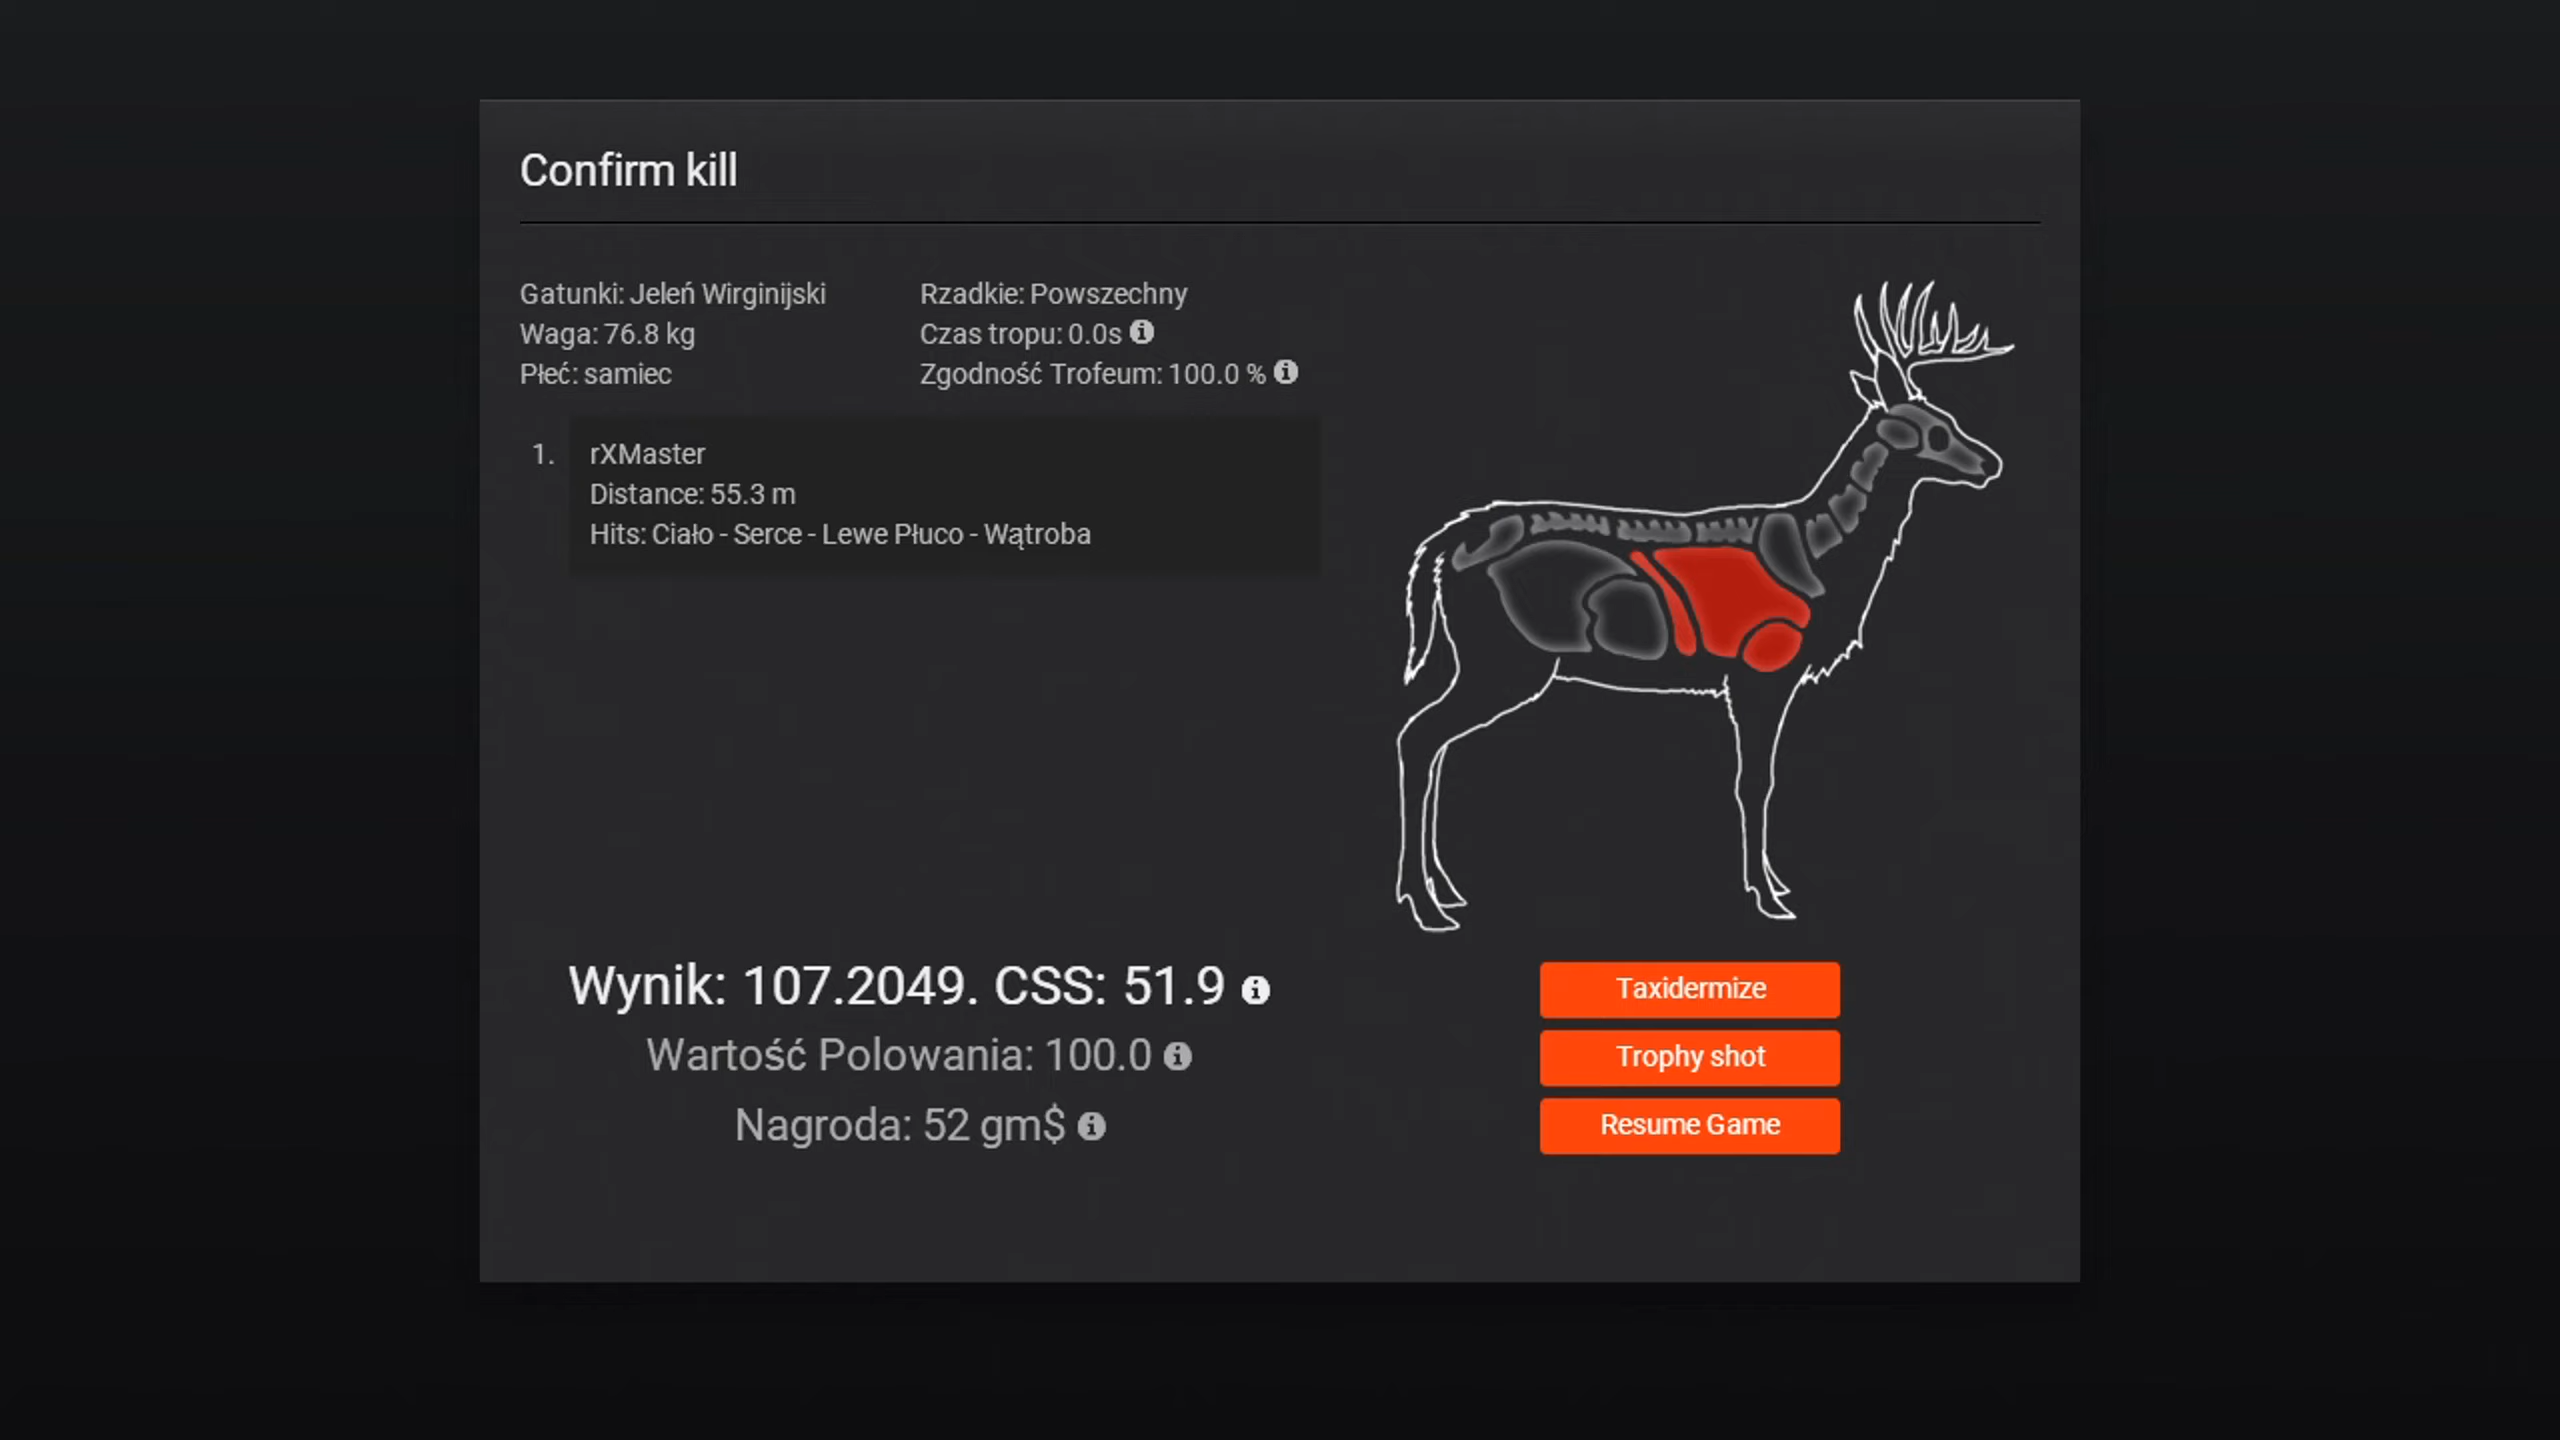 Confirm kill
Gatunki: Jeleń Wirginijski
Waga: 76.8 kg
Płeć: samiec
Rzadkie: Powszechny
Czas tropu: 0.0s
Zgodność Trofeum: 100.0 %
1. rXMaster
Distance: 55.3 m
Hits: Ciało - Serce - Lewe Płuco - Wątroba
Wynik: 107.2049. CSS: 51.9
Wartość Polowania: 100.0
Nagroda: 52 gm$
Taxidermize
Trophy shot
Resume Game